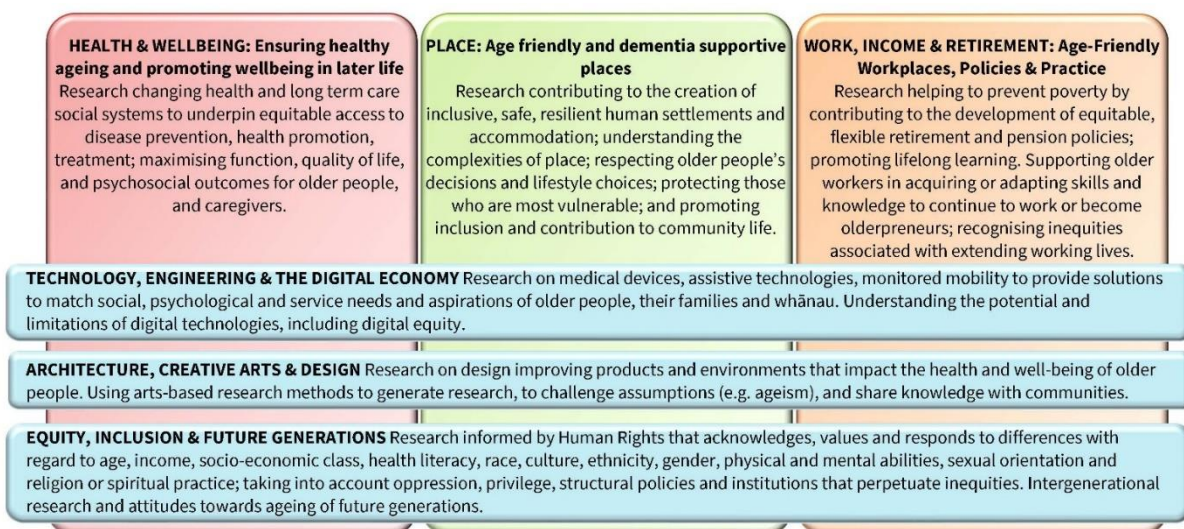 HEALTH & WELLBEING: Ensuring healthy
ageing and promoting wellbeing in later life
Research changing health and long term care
social systems to underpin equitable access to
disease prevention, health promotion,
treatment; maximising function, quality of life,
and psychosocial outcomes for older people,
and caregivers.
PLACE: Age friendly and dementia supportive
places
Research contributing to the creation of
inclusive, safe, resilient human settlements and
accommodation; understanding the
complexities of place; respecting older people's
decisions and lifestyle choices; protecting those
who are most vulnerable; and promoting
inclusion and contribution to community life.
WORK, INCOME & RETIREMENT: Age-Friendly
Workplaces, Policies & Practice
Research helping to prevent poverty by
contributing to the development of equitable,
flexible retirement and pension policies;
promoting lifelong learning. Supporting older
workers in acquiring or adapting skills and
knowledge to continue to work or become
olderpreneurs; recognising inequities
associated with extending working lives.
TECHNOLOGY, ENGINEERING & THE DIGITAL ECONOMY Research on medical devices, assistive technologies, monitored mobility to provide solutions
to match social, psychological and service needs and aspirations of older people, their families and whānau. Understanding the potential and
limitations of digital technologies, including digital equity.
ARCHITECTURE, CREATIVE ARTS & DESIGN Research on design improving products and environments that impact the health and well-being of older
people. Using arts-based research methods to generate research, to challenge assumptions (e.g. ageism), and share knowledge with communities.
EQUITY, INCLUSION & FUTURE GENERATIONS Research informed by Human Rights that acknowledges, values and responds to differences with
regard to age, income, socio-economic class, health literacy, race, culture, ethnicity, gender, physical and mental abilities, sexual orientation and
religion or spiritual practice; taking into account oppression, privilege, structural policies and institutions that perpetuate inequities. Intergenerational
research and attitudes towards ageing of future generations.